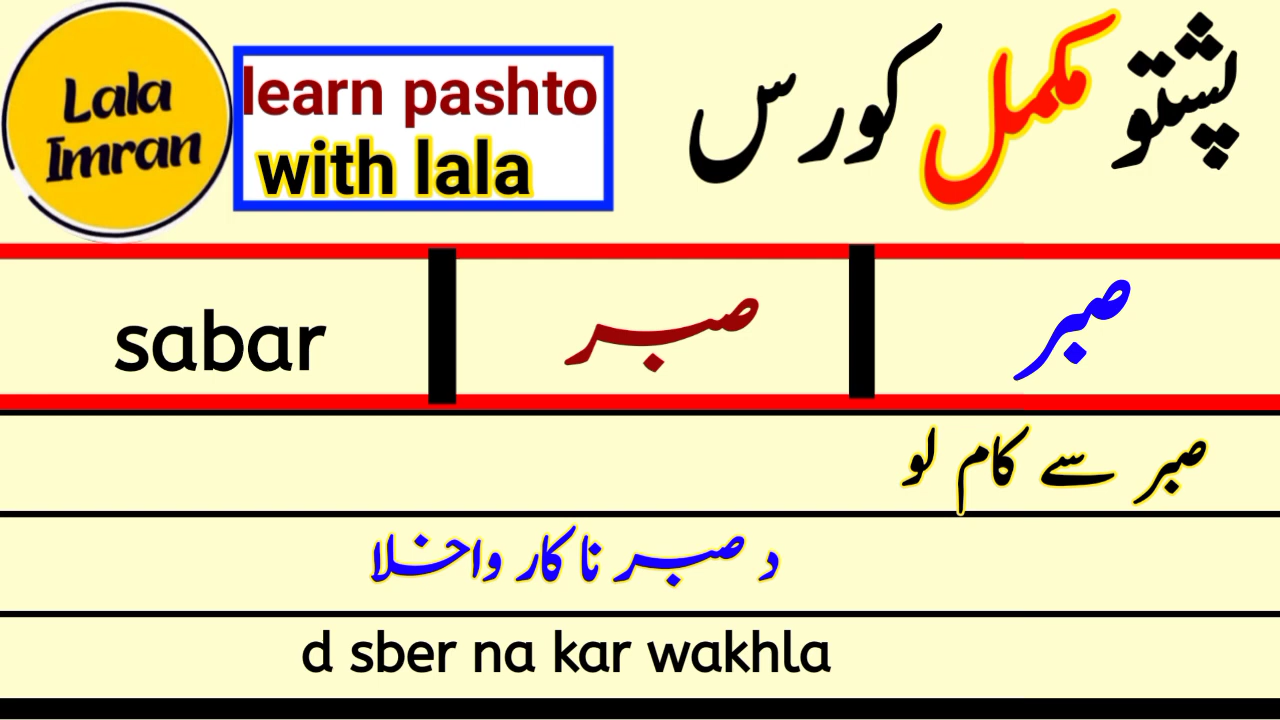 Lala
Imran
learn pashto
with lala
پشتو مکمل کورس
صبر
صبر
sabar
صبر سے کام لو
د صبر نا کار واخلا
d sber na kar wakhla